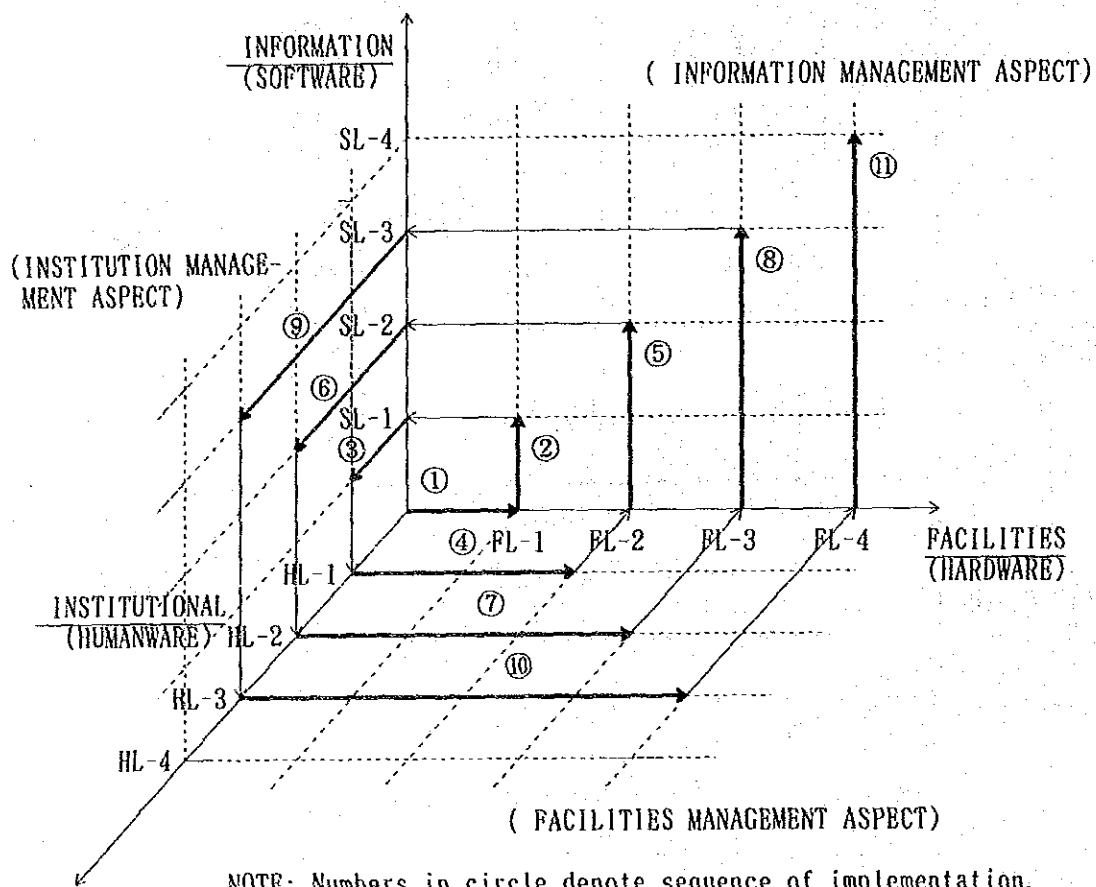 INFORMATION
(SOFTWARE)
( INFORMATION MANAGEMENT ASPECT)
SL-4
⑪
SL-3
⑧
(INSTITUTION MANAGE-
MENT ASPECT)
⑨
SL-2
⑤
⑥
SL-1
②
③
①
④
FL-1
FL-2
FL-3
FL-4
FACILITIES
(HARDWARE)
HL-1
⑦
INSTITUTIONAL
(HUMANWARE)
HL-2
⑩
HL-3
HL-4
( FACILITIES MANAGEMENT ASPECT)
NOTE: Numbers in circle denote sequence of implementation.